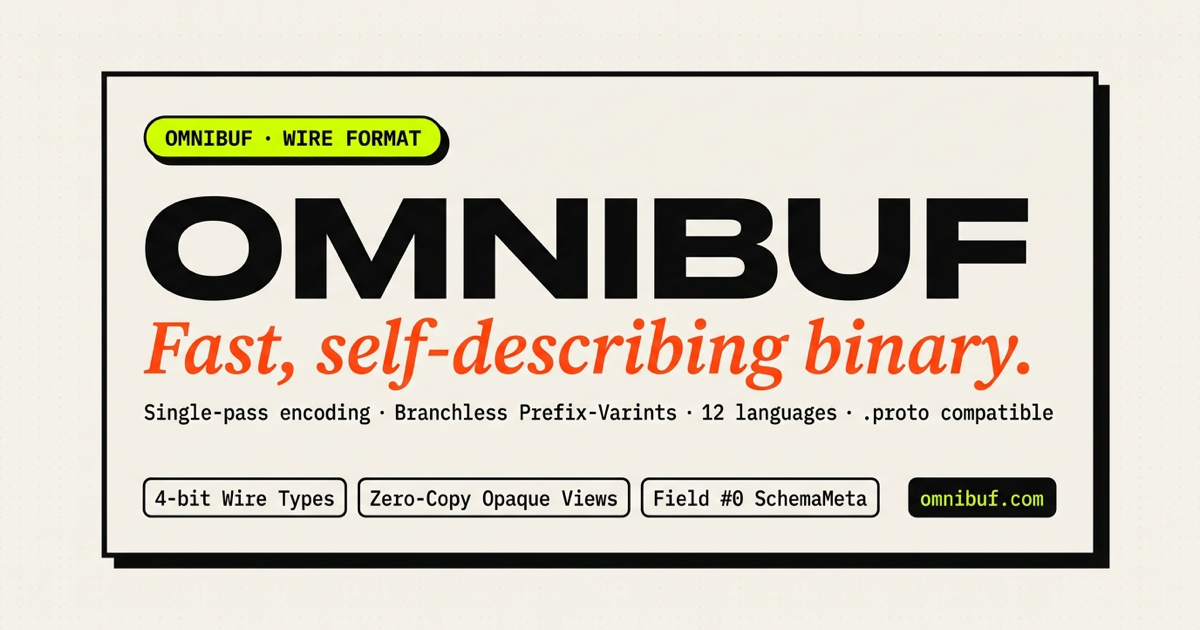 OMNIBUF · WIRE FORMAT
OMNIBUF
Fast, self-describing binary.
Single-pass encoding · Branchless Prefix-Varints · 12 languages · .proto compatible
4-bit Wire Types Zero-Copy Opaque Views Field #0 SchemaMeta omnibuf.com